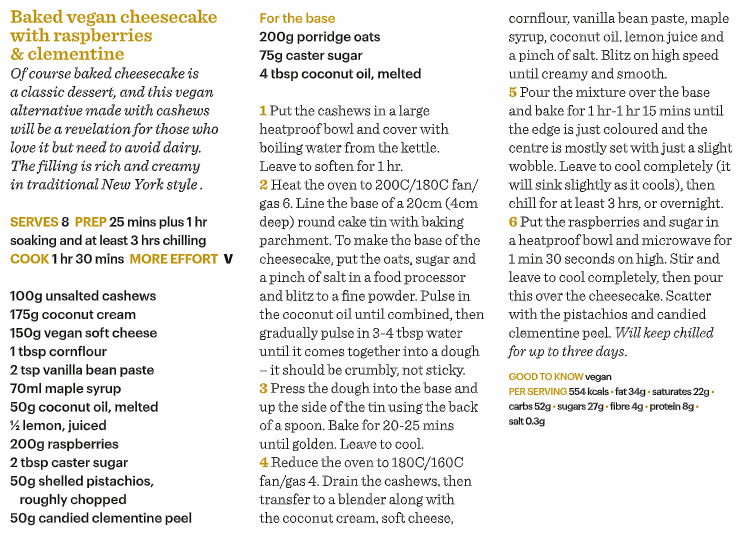 Baked vegan cheesecake
with raspberries
& clementine
Of course baked cheesecake is
a classic dessert, and this vegan
alternative made with cashews
will be a revelation for those who
love it but need to avoid dairy.
The filling is rich and creamy
in traditional New York style .
SERVES 8 PREP 25 mins plus 1 hr
soaking and at least 3 hrs chilling
COOK 1 hr 30 mins MORE EFFORT V
100g unsalted cashews
175g coconut cream
150g vegan soft cheese
1 tbsp cornflour
2 tsp vanilla bean paste
70ml maple syrup
50g coconut oil, melted
½ lemon, juiced
200g raspberries
2 tbsp caster sugar
50g shelled pistachios,
roughly chopped
50g candied clementine peel
For the base
200g porridge oats
75g caster sugar
4 tbsp coconut oil, melted
1 Put the cashews in a large
heatproof bowl and cover with
boiling water from the kettle.
Leave to soften for 1 hr.
2 Heat the oven to 200C/180C fan/
gas 6. Line the base of a 20cm (4cm
deep) round cake tin with baking
parchment. To make the base of the
cheesecake, put the oats, sugar and
a pinch of salt in a food processor
and blitz to a fine powder. Pulse in
the coconut oil until combined, then
gradually pulse in 3-4 tbsp water
until it comes together into a dough
– it should be crumbly, not sticky.
3 Press the dough into the base and
up the side of the tin using the back
of a spoon. Bake for 20-25 mins
until golden. Leave to cool.
4 Reduce the oven to 180C/160C
fan/gas 4. Drain the cashews, then
transfer to a blender along with
the coconut cream, soft cheese,
cornflour, vanilla bean paste, maple
syrup, coconut oil, lemon juice and
a pinch of salt. Blitz on high speed
until creamy and smooth.
5 Pour the mixture over the base
and bake for 1 hr-1 hr 15 mins until
the edge is just coloured and the
centre is mostly set with just a slight
wobble. Leave to cool completely (it
will sink slightly as it cools), then
chill for at least 3 hrs, or overnight.
6 Put the raspberries and sugar in
a heatproof bowl and microwave for
1 min 30 seconds on high. Stir and
leave to cool completely, then pour
this over the cheesecake. Scatter
with the pistachios and candied
clementine peel. Will keep chilled
for up to three days.
GOOD TO KNOW vegan
PER SERVING 554 kcals • fat 34g • saturates 22g •
carbs 52g • sugars 27g • fibre 4g • protein 8g •
salt 0.3g